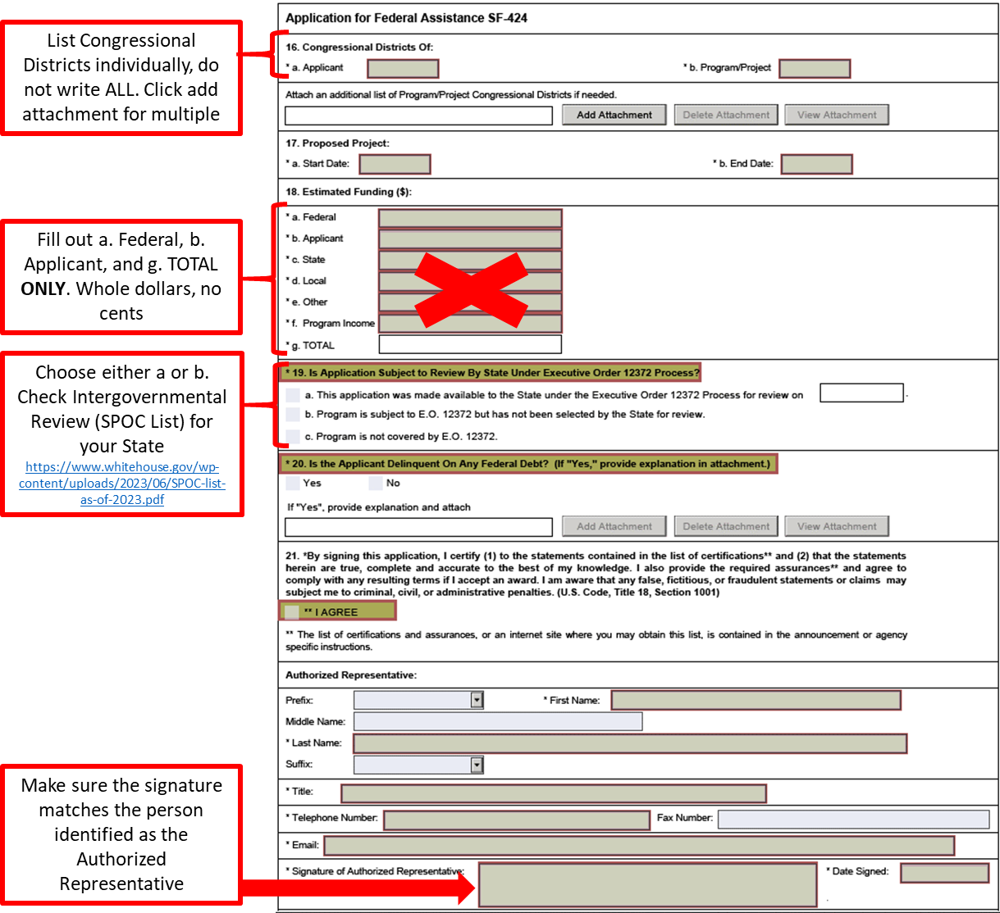 Application for Federal Assistance SF-424
List Congressional
Districts individually, do
not write ALL. Click add
attachment for multiple
16. Congressional Districts Of:
* a. Applicant
* b. Program/Project
Attach an additional list of Program/Project Congressional Districts if needed.
Add Attachment
Delete Attachment
View Attachment
17. Proposed Project:
* a. Start Date:
* b. End Date:
18. Estimated Funding ($):
Fill out a. Federal, b.
Applicant, and g. TOTAL
ONLY. Whole dollars, no
cents
* a. Federal
* b. Applicant
* c. State
* d. Local
* e. Other
* f. Program Income
* g. TOTAL
Choose either a or b.
Check Intergovernmental
Review (SPOC List) for
your State
https://www.whitehouse.gov/wp-
content/uploads/2023/06/SPOC-list-
as-of-2023.pdf
* 19. Is Application Subject to Review By State Under Executive Order 12372 Process?
a. This application was made available to the State under the Executive Order 12372 Process for review on .
b. Program is subject to E.O. 12372 but has not been selected by the State for review.
c. Program is not covered by E.O. 12372.
* 20. Is the Applicant Delinquent On Any Federal Debt? (If "Yes," provide explanation in attachment.)
Yes
No
If "Yes", provide explanation and attach
Add Attachment
Delete Attachment
View Attachment
21. *By signing this application, I certify (1) to the statements contained in the list of certifications** and (2) that the statements
herein are true, complete and accurate to the best of my knowledge. I also provide the required assurances** and agree to
comply with any resulting terms if I accept an award. I am aware that any false, fictitious, or fraudulent statements or claims may
subject me to criminal, civil, or administrative penalties. (U.S. Code, Title 18, Section 1001)
** I AGREE
** The list of certifications and assurances, or an internet site where you may obtain this list, is contained in the announcement or agency
specific instructions.
Authorized Representative:
Prefix:
* First Name:
Middle Name:
* Last Name:
Suffix:
Make sure the signature
matches the person
identified as the
Authorized
Representative
* Title:
* Telephone Number:
Fax Number:
* Email:
* Signature of Authorized Representative:
* Date Signed: